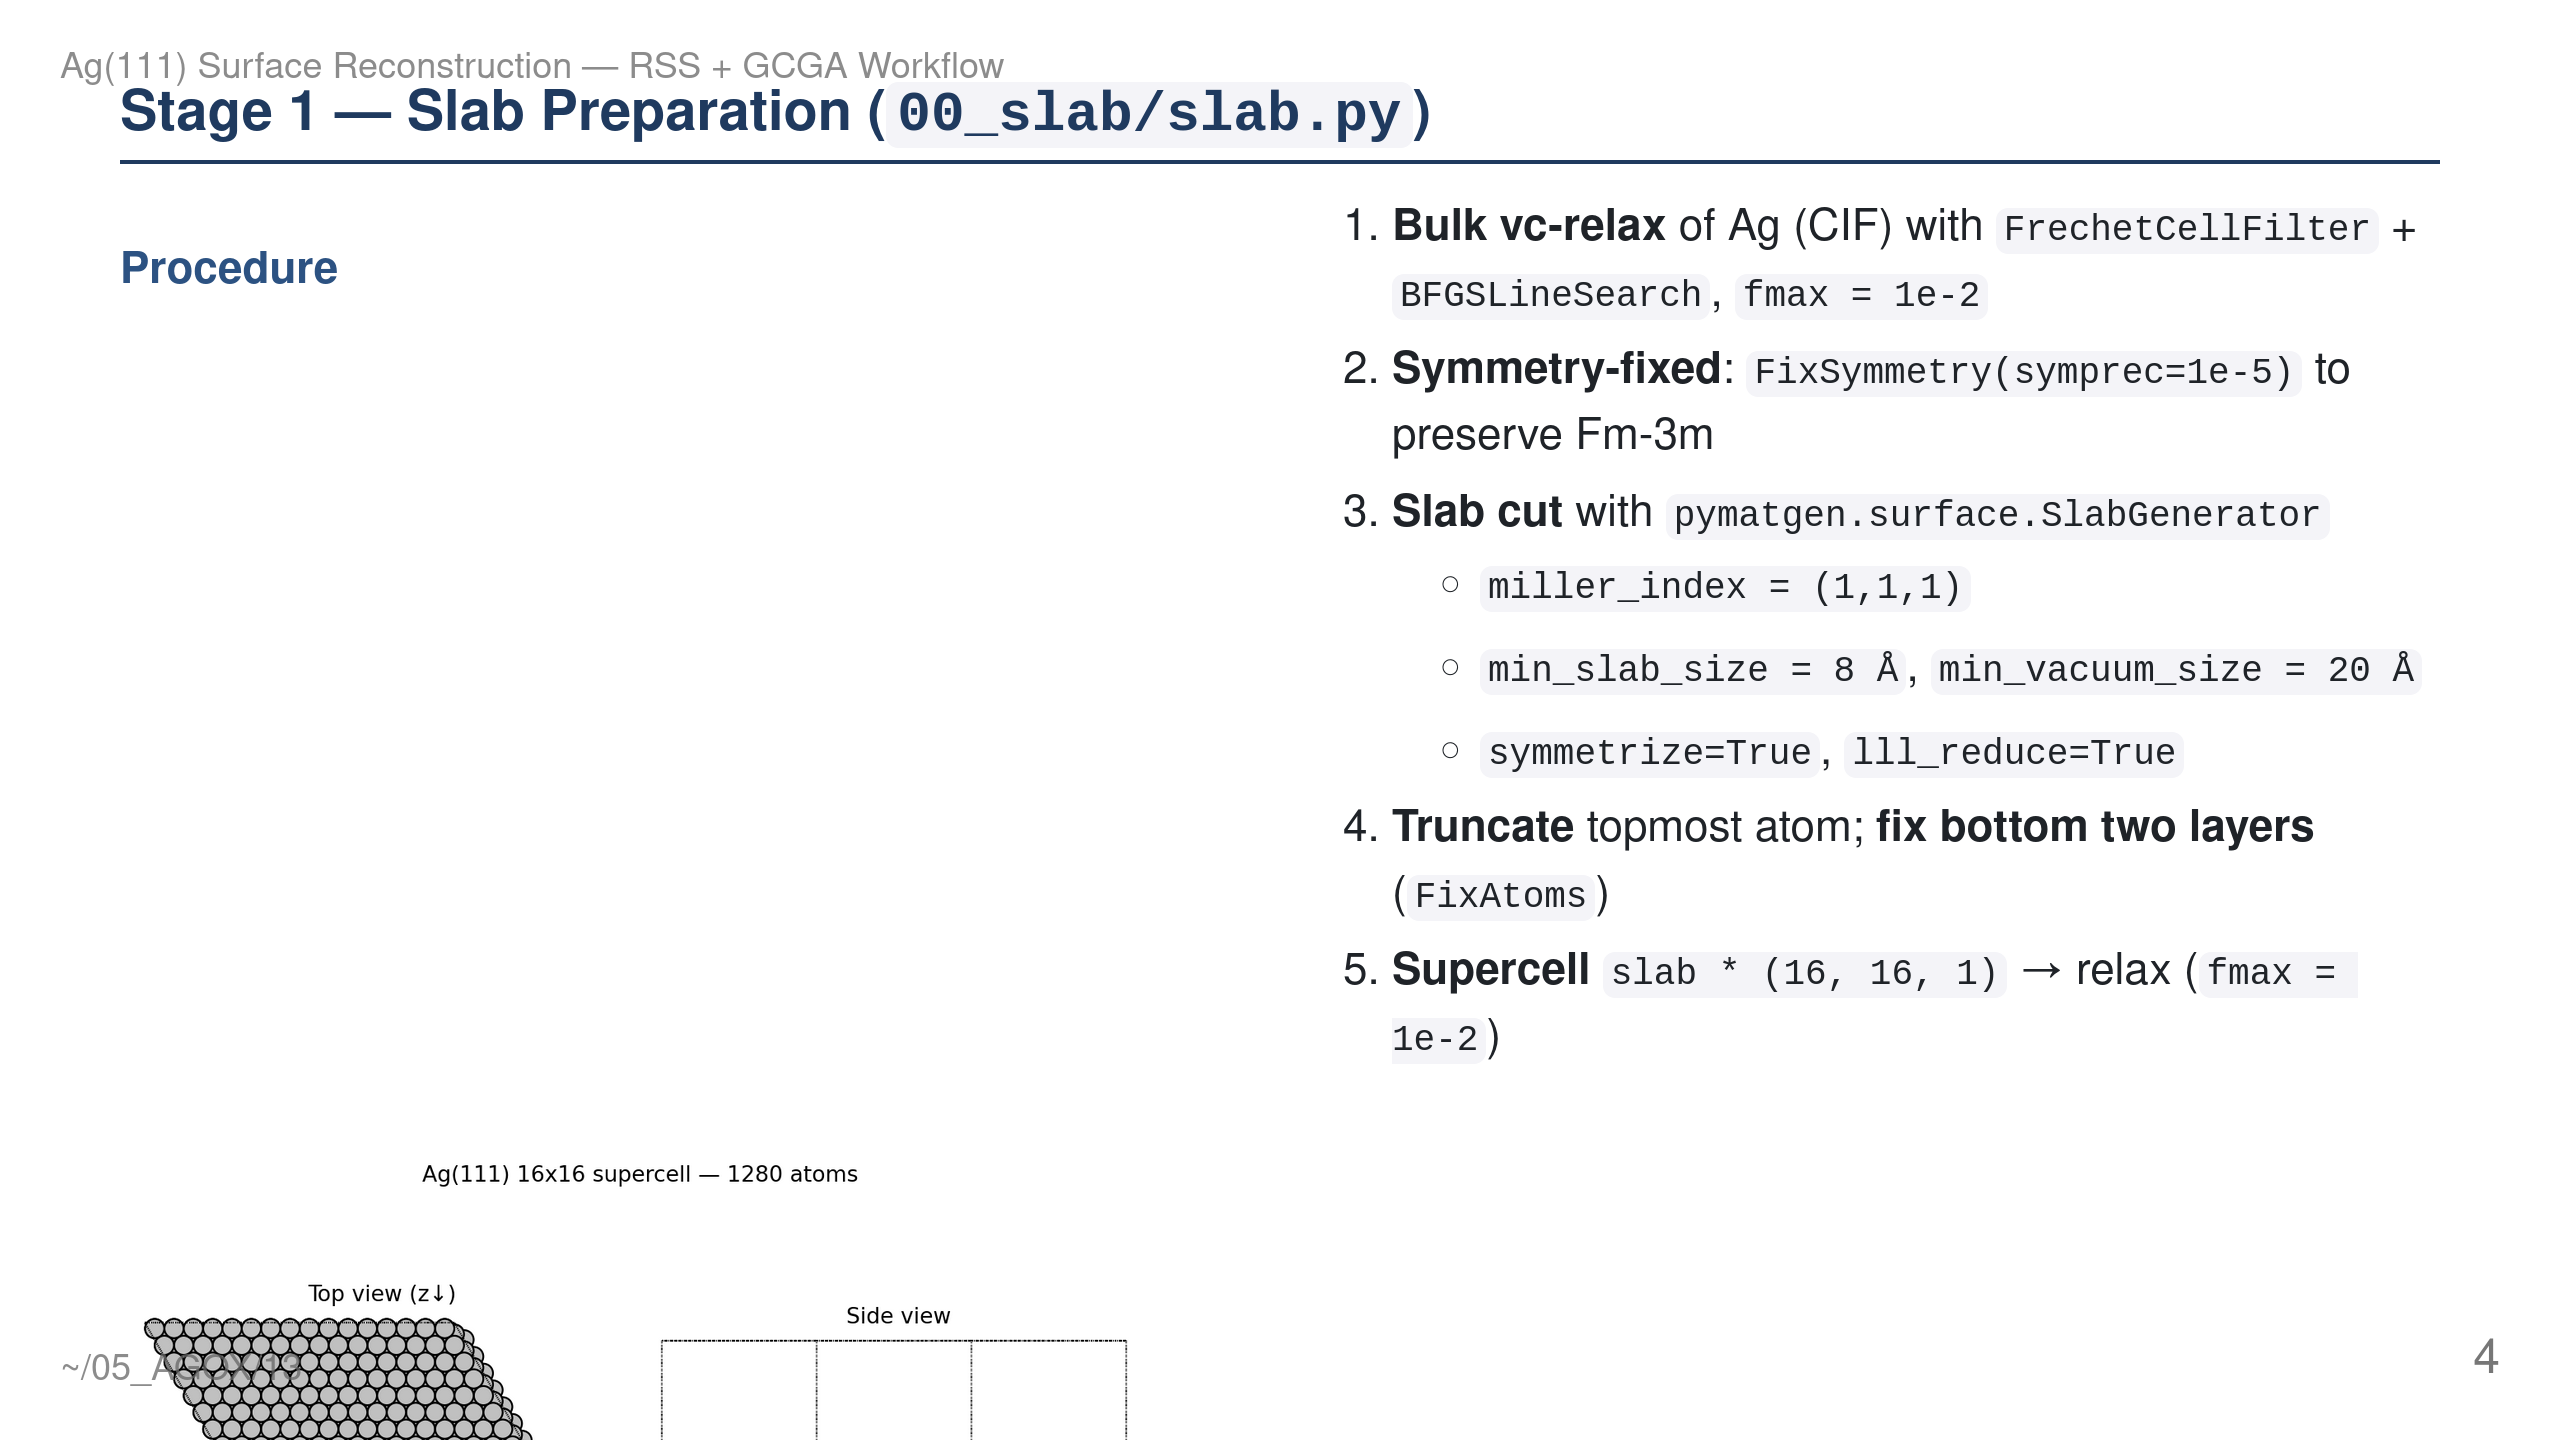 Ag(111) Surface Reconstruction — RSS + GCGA Workflow
Stage 1 — Slab Preparation (00_slab/slab.py)
Procedure
1. Bulk vc-relax of Ag (CIF) with FrechetCellFilter +
BFGSLineSearch, fmax = 1e-2
2. Symmetry-fixed: FixSymmetry(symprec=1e-5) to
preserve Fm-3m
3. Slab cut with pymatgen.surface.SlabGenerator
○ miller_index = (1,1,1)
○ min_slab_size = 8 Å, min_vacuum_size = 20 Å
○ symmetrize=True, lll_reduce=True
4. Truncate topmost atom; fix bottom two layers
(FixAtoms)
5. Supercell slab * (16, 16, 1) → relax (fmax =
1e-2)
Ag(111) 16x16 supercell — 1280 atoms
Top view (z↓)
Side view
~/05_AGOX/13
4